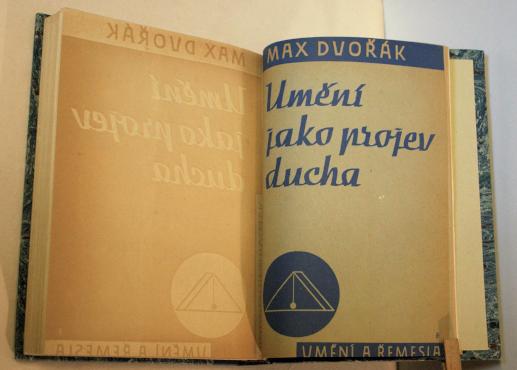 MAX DVOŘÁK
Umění
jako projev
ducha
UMĚNÍ A ŘEMESLA